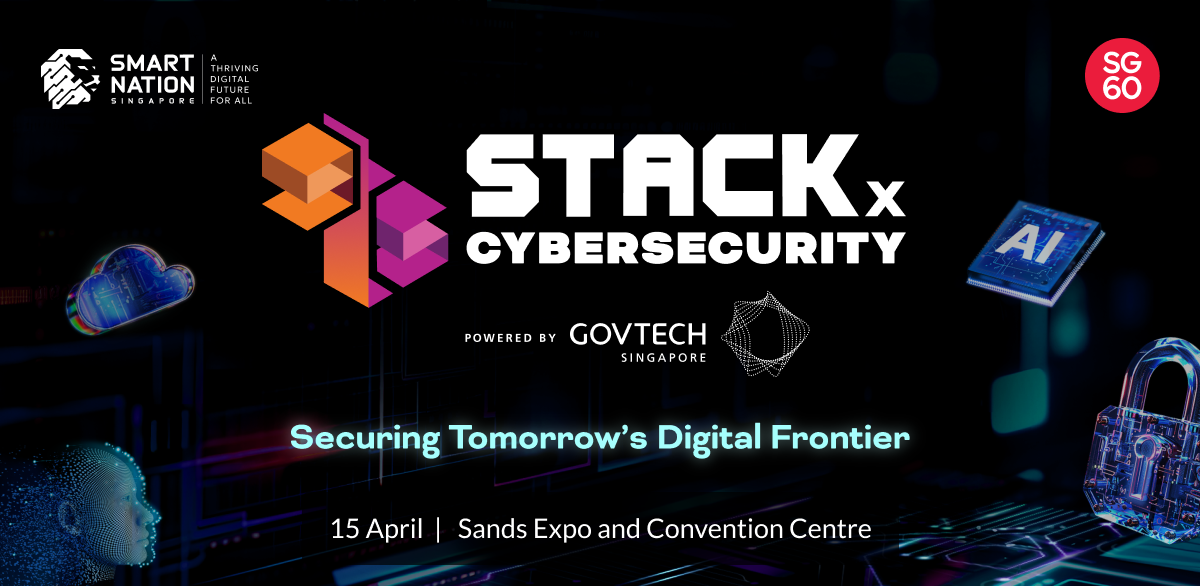 SMART
NATION
SINGAPORE
A
THRIVING
DIGITAL
FUTURE
FOR ALL
SG
60
STACK x
CYBERSECURITY
AI
POWERED BY GOVTECH
SINGAPORE
Securing Tomorrow’s Digital Frontier
15 April | Sands Expo and Convention Centre